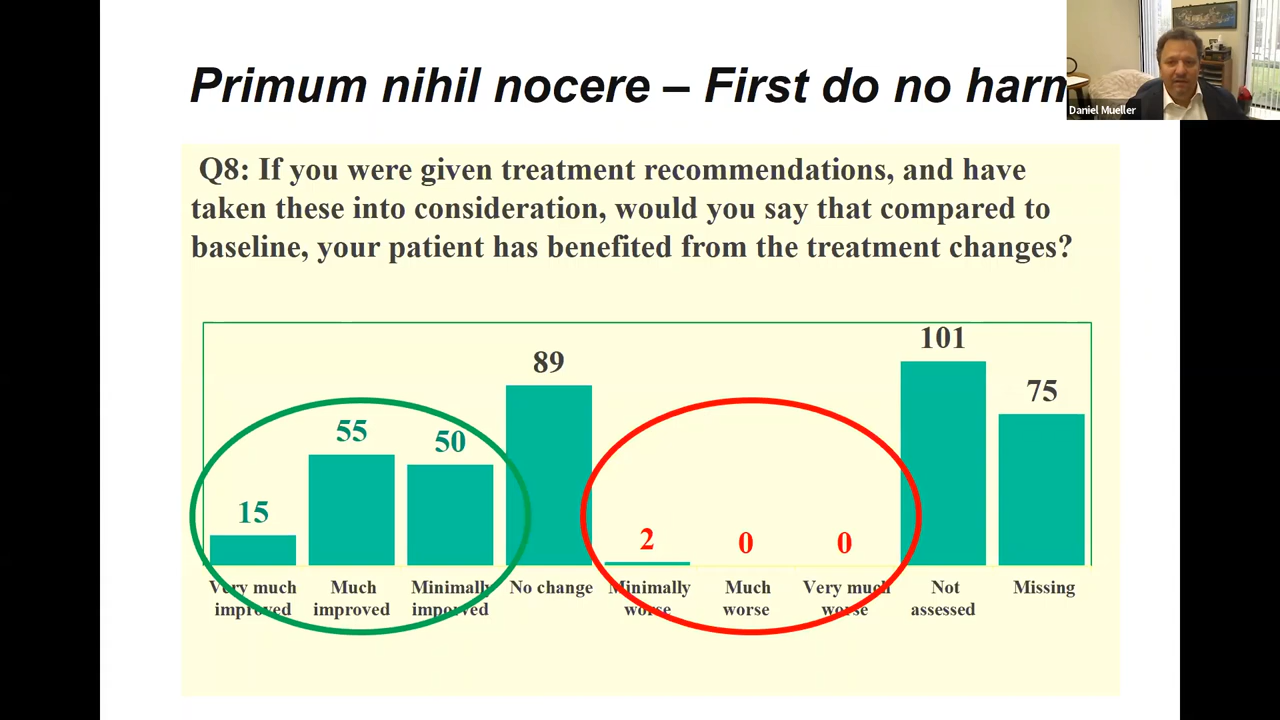 Primum nihil nocere – First do no harm
Daniel Mueller
Q8: If you were given treatment recommendations, and have
taken these into consideration, would you say that compared to
baseline, your patient has benefited from the treatment changes?
15
55
50
89
2
0
0
101
75
Very much
improved
Much
improved
Minimally
imporved
No change
Minimally
worse
Much
worse
Very much
worse
Not
assessed
Missing